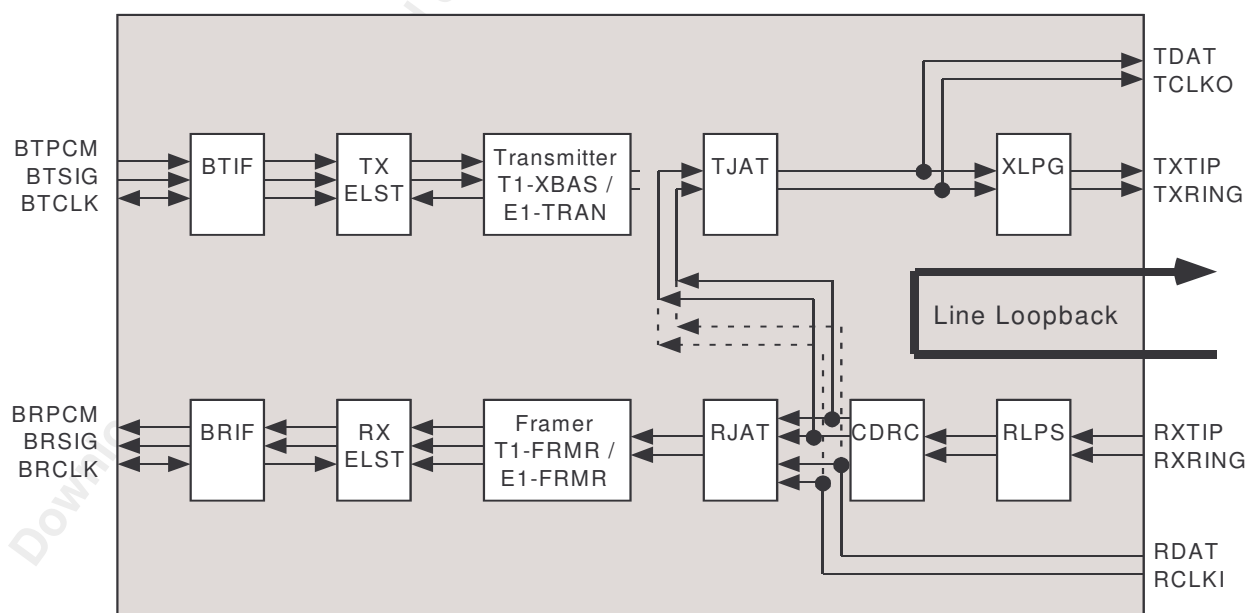 TDAT
TCLKO
BTPCM
BTSIG
BTCLK
BTIF
TX
ELST
Transmitter
T1-XBAS /
E1-TRAN
TJAT
XLPG
TXTIP
TXRING
Line Loopback
BRPCM
BRSIG
BRCLK
BRIF
RX
ELST
Framer
T1-FRMR /
E1-FRMR
RJAT
CDRC
RLPS
RXTIP
RXRING
RDAT
RCLKI